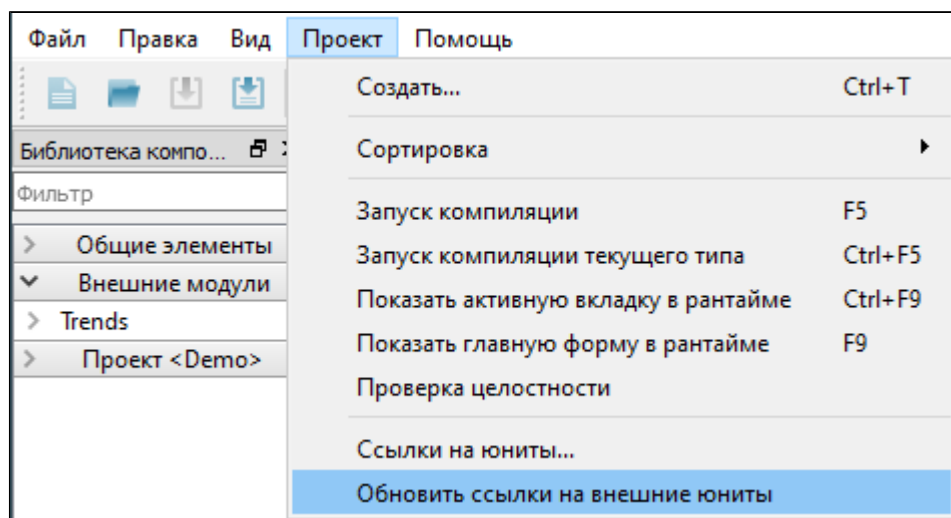 Файл Правка Вид Проект Помощь
Библиотека компо...
Фильтр
Общие элементы
Внешние модули
Trends
Проект <Demo>
Создать... Ctrl+T
Сортировка
Запуск компиляции F5
Запуск компиляции текущего типа Ctrl+F5
Показать активную вкладку в рантайме Ctrl+F9
Показать главную форму в рантайме F9
Проверка целостности
Ссылки на юниты...
Обновить ссылки на внешние юниты